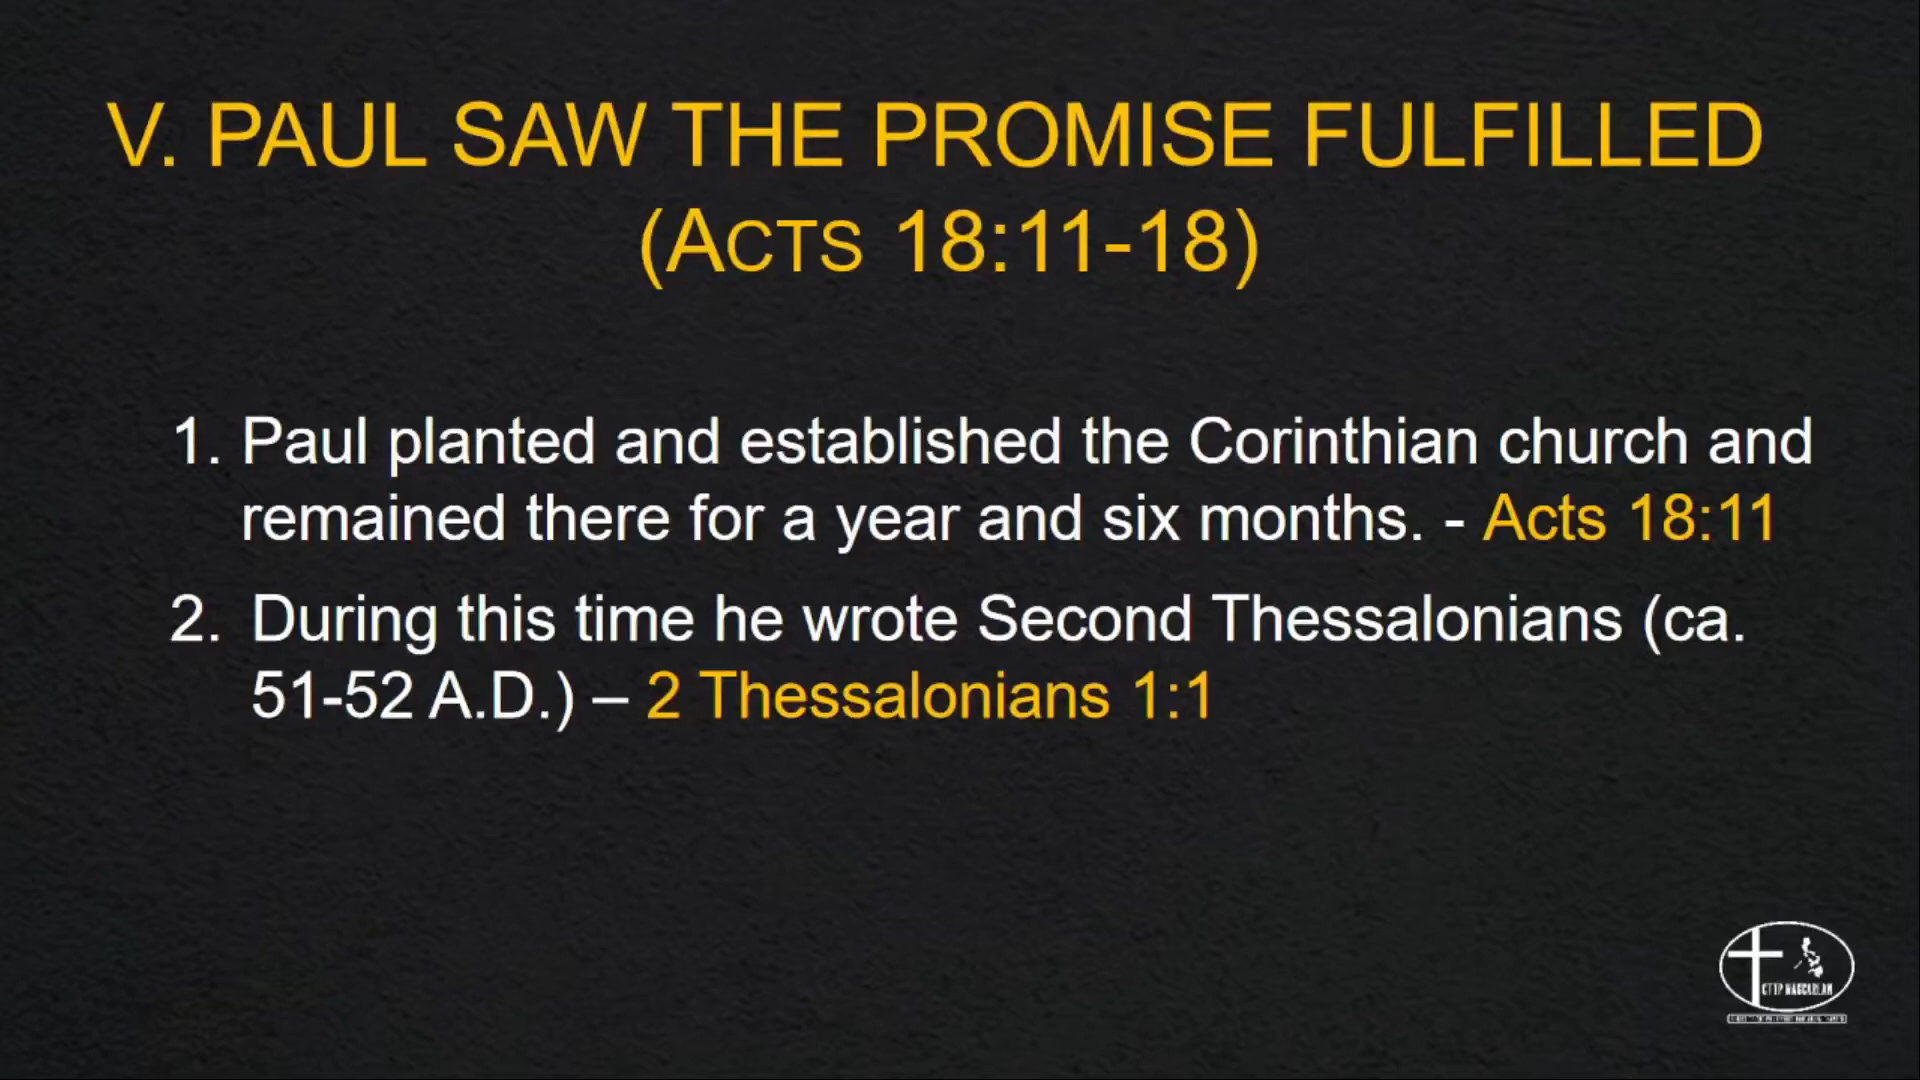 V. PAUL SAW THE PROMISE FULFILLED
(ACTS 18:11-18)
1. Paul planted and established the Corinthian church and
remained there for a year and six months. - Acts 18:11
2. During this time he wrote Second Thessalonians (ca.
51-52 A.D.) – 2 Thessalonians 1:1